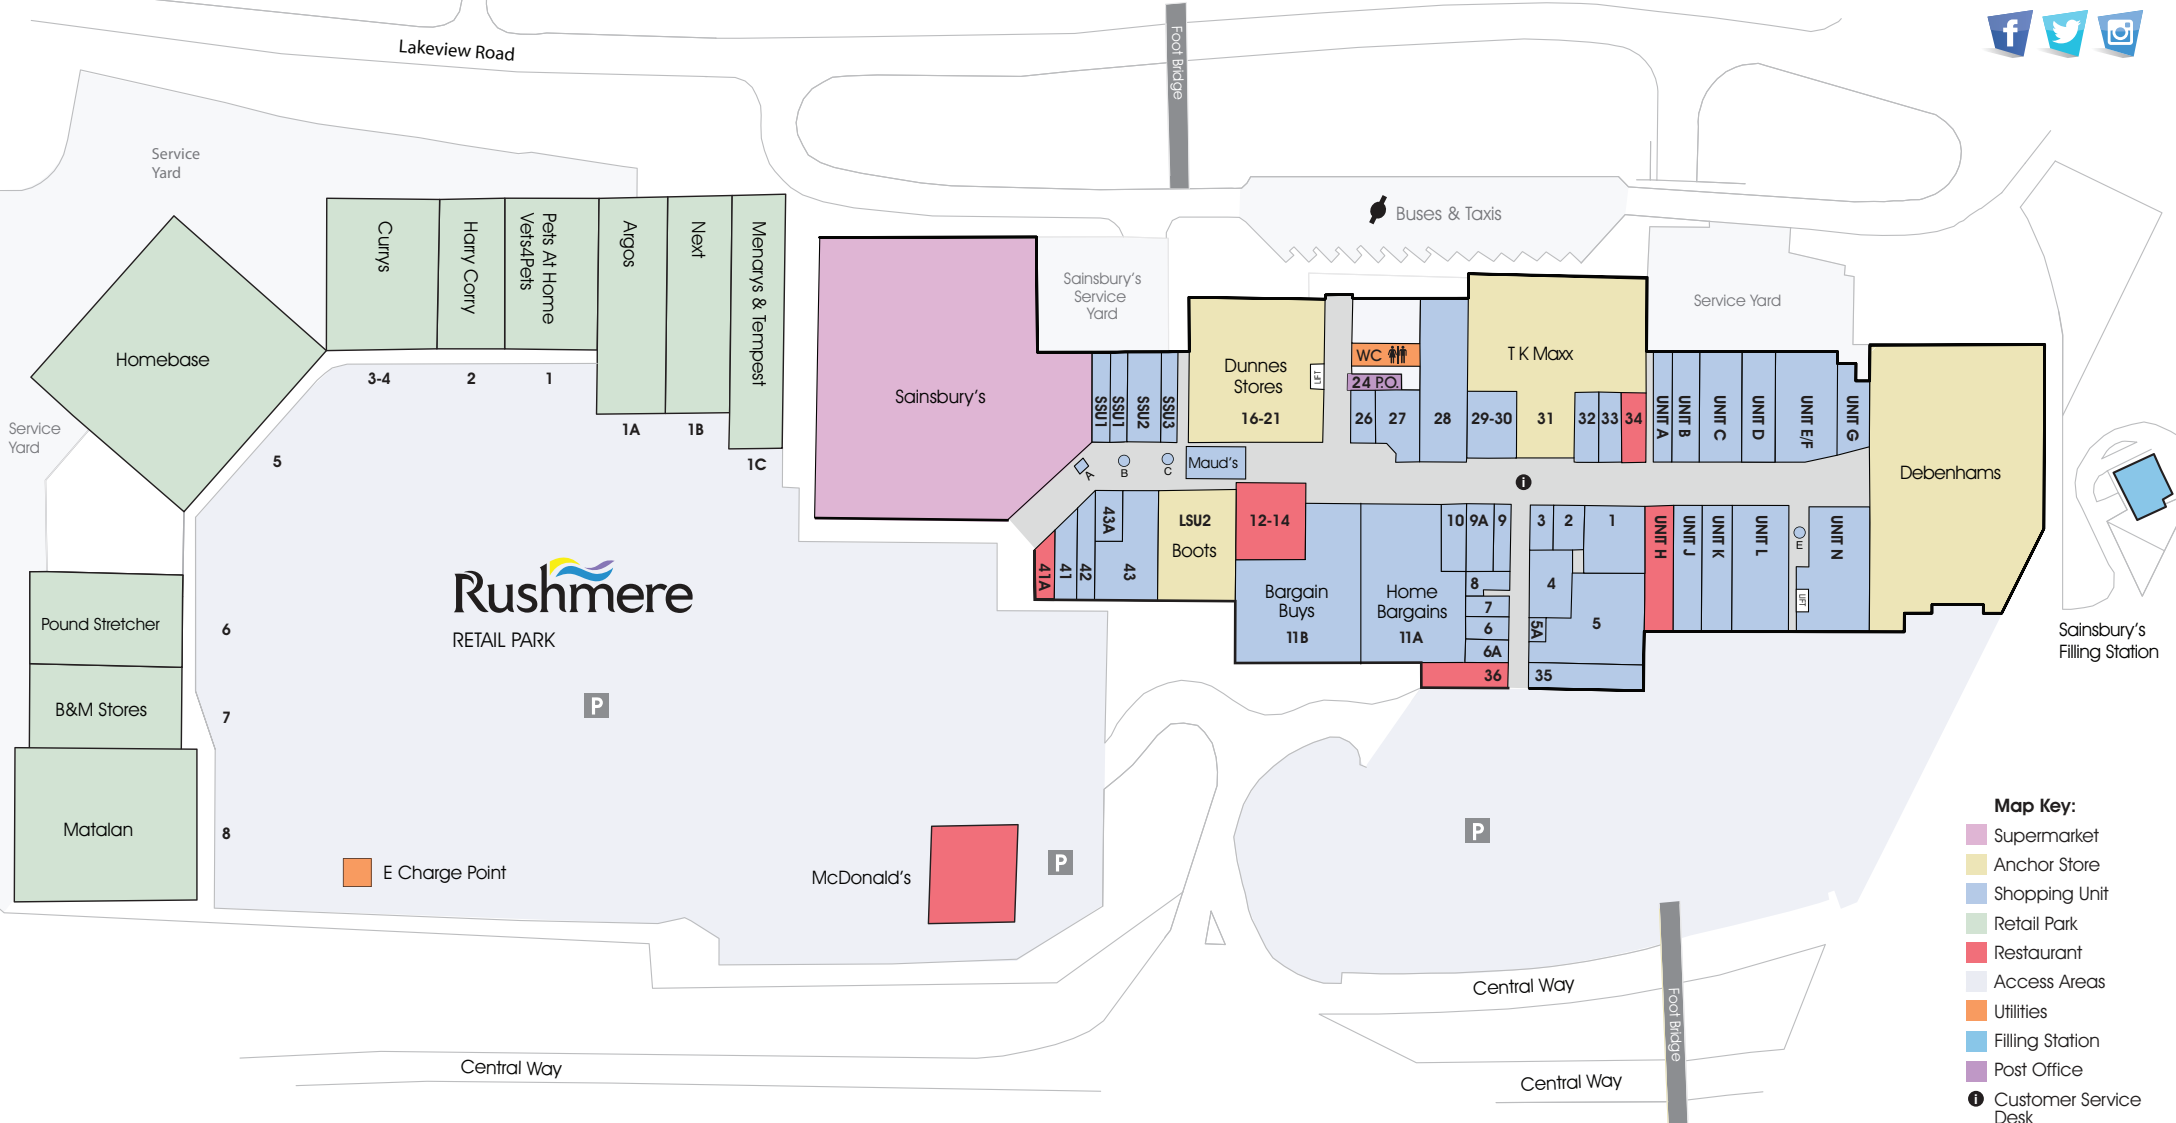 Lakeview Road
Foot Bridge
Service
Yard
Buses & Taxis
Currys
Harry Corry
Pets At Home
Vets4Pets
Argos
Next
Menarys & Tempest
Sainsbury's
Service
Yard
Service Yard
Homebase
3-4
2
1
1A
1B
1C
5
Service
Yard
Sainsbury's
SSU1
SSU1
SSU2
SSU3
Dunnes
Stores
16-21
LIFT
WC
24 P.O.
26
27
28
29-30
T K Maxx
31
32
33
34
UNIT A
UNIT B
UNIT C
UNIT D
UNIT E/F
UNIT G
Debenhams
A
B
C
Maud's
i
41A
41
42
43A
43
LSU2
Boots
12-14
Bargain
Buys
11B
Home
Bargains
11A
10
9A
9
8
7
6
6A
36
3
2
1
4
5A
5
35
UNIT H
UNIT J
UNIT K
UNIT L
E
LIFT
UNIT N
Sainsbury's
Filling Station
Rushmere
RETAIL PARK
P
Pound Stretcher
6
B&M Stores
7
Matalan
8
E Charge Point
McDonald's
P
P
Central Way
Central Way
Central Way
Foot Bridge
Map Key:
Supermarket
Anchor Store
Shopping Unit
Retail Park
Restaurant
Access Areas
Utilities
Filling Station
Post Office
i Customer Service
Desk